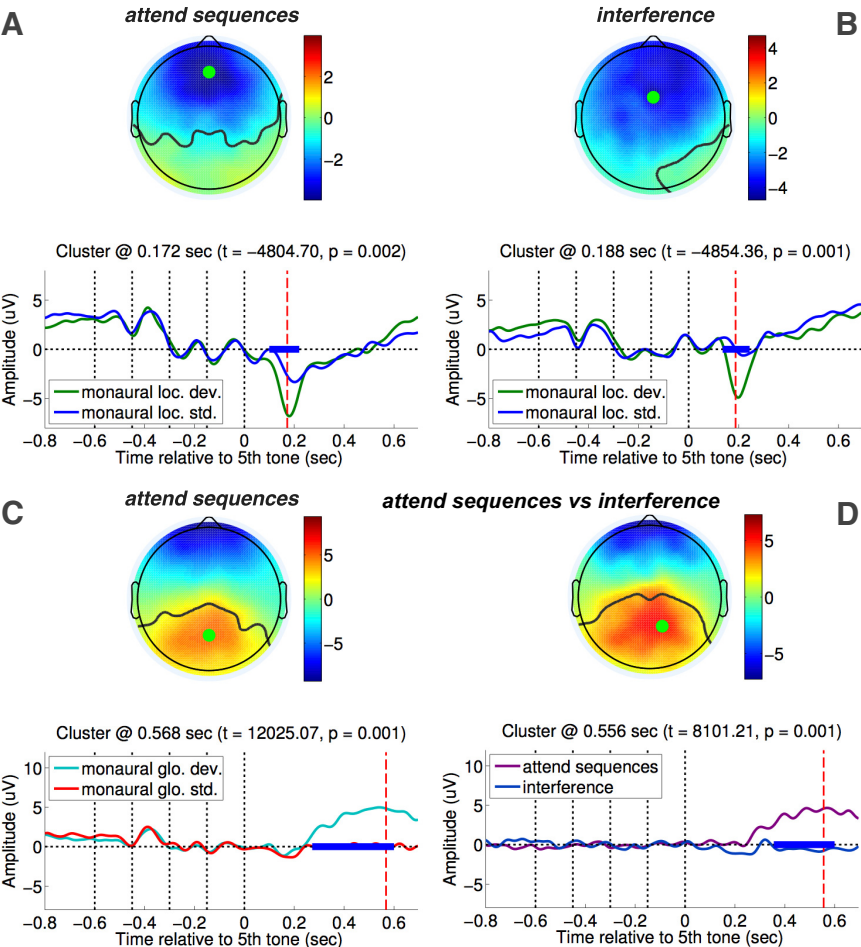 A
attend sequences
2
0
−2
interference
B
4
2
0
−2
−4
Cluster @ 0.172 sec (t = −4804.70, p = 0.002)
Amplitude (uV)
5
0
−5
monaural loc. dev.
monaural loc. std.
−0.8 −0.6 −0.4 −0.2 0 0.2 0.4 0.6
Time relative to 5th tone (sec)
Cluster @ 0.188 sec (t = −4854.36, p = 0.001)
Amplitude (uV)
5
0
−5
monaural loc. dev.
monaural loc. std.
−0.8 −0.6 −0.4 −0.2 0 0.2 0.4 0.6
Time relative to 5th tone (sec)
C
attend sequences
5
0
−5
attend sequences vs interference
D
5
0
−5
Cluster @ 0.568 sec (t = 12025.07, p = 0.001)
Amplitude (uV)
10
5
0
−5
monaural glo. dev.
monaural glo. std.
−0.8 −0.6 −0.4 −0.2 0 0.2 0.4 0.6
Time relative to 5th tone (sec)
Cluster @ 0.556 sec (t = 8101.21, p = 0.001)
Amplitude (uV)
10
5
0
−5
attend sequences
interference
−0.8 −0.6 −0.4 −0.2 0 0.2 0.4 0.6
Time relative to 5th tone (sec)